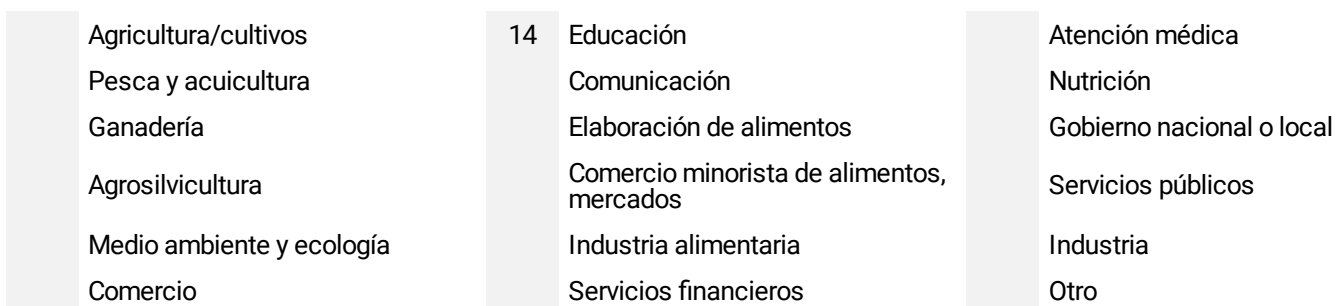 Agricultura/cultivos 14 Educación Atención médica
Pesca y acuicultura Comunicación Nutrición
Ganadería Elaboración de alimentos Gobierno nacional o local
Agrosilvicultura Comercio minorista de alimentos, Servicios públicos
mercados
Medio ambiente y ecología Industria alimentaria Industria
Comercio Servicios financieros Otro